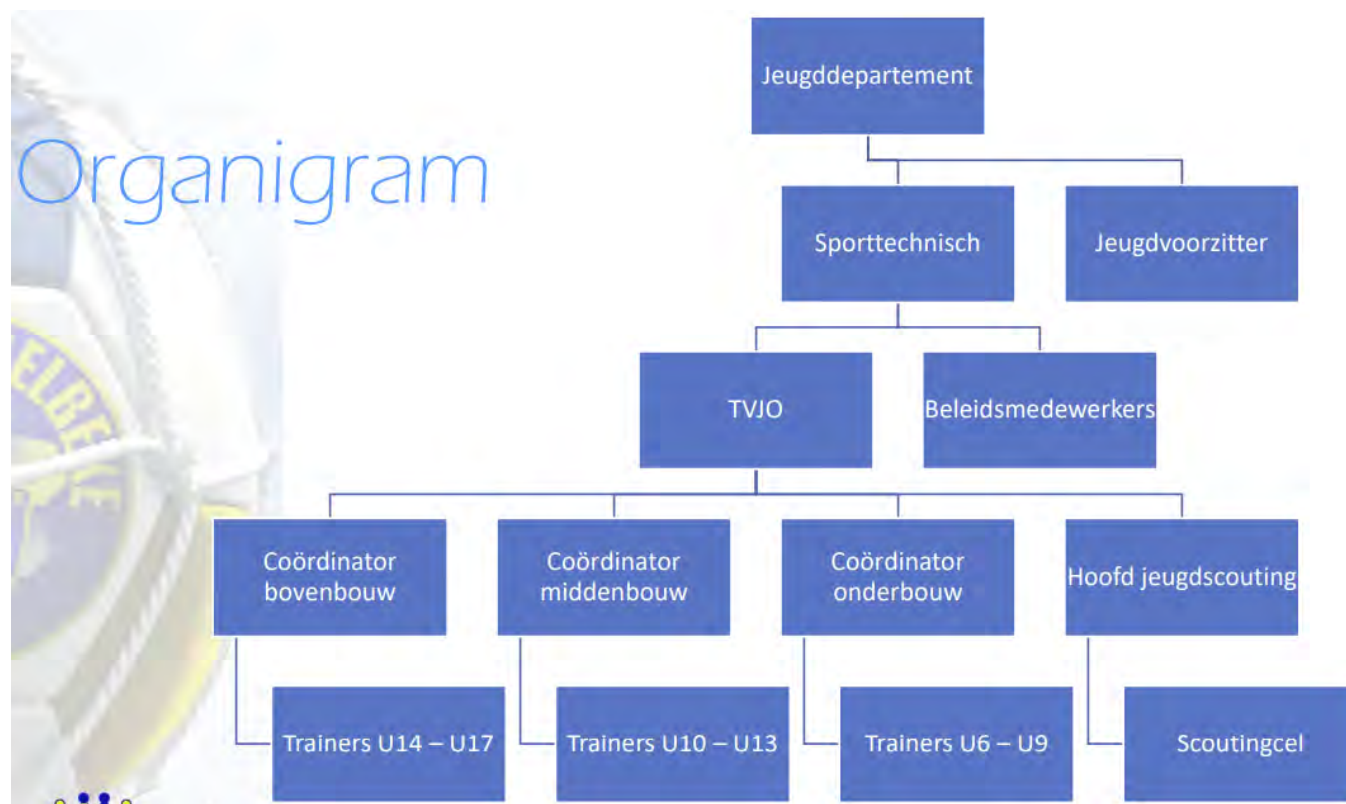 Organigram
Jeugddepartement
Sporttechnisch
Jeugdvoorzitter
TVJO
Beleidsmedewerkers
Coördinator
bovenbouw
Coördinator
middenbouw
Coördinator
onderbouw
Hoofd jeugdscouting
Trainers U14 – U17
Trainers U10 – U13
Trainers U6 – U9
Scoutingcel